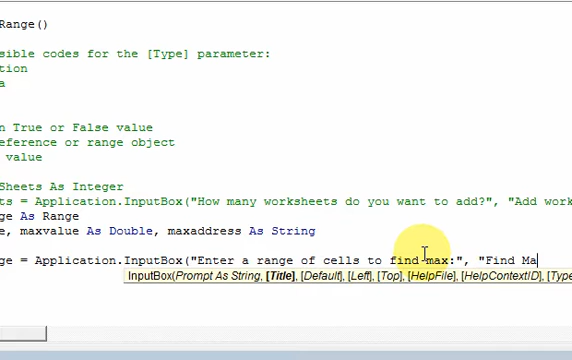 Range()
sible codes for the [Type] parameter:
tion
a
n True or False value
eference or range object
value
Sheets As Integer
ts = Application.InputBox("How many worksheets do you want to add?", "Add work
ge As Range
e, maxvalue As Double, maxaddress As String
ge = Application.InputBox("Enter a range of cells to find max:", "Find Ma
InputBox(Prompt As String, [Title], [Default], [Left], [Top], [HelpFile], [HelpContextID], [Type